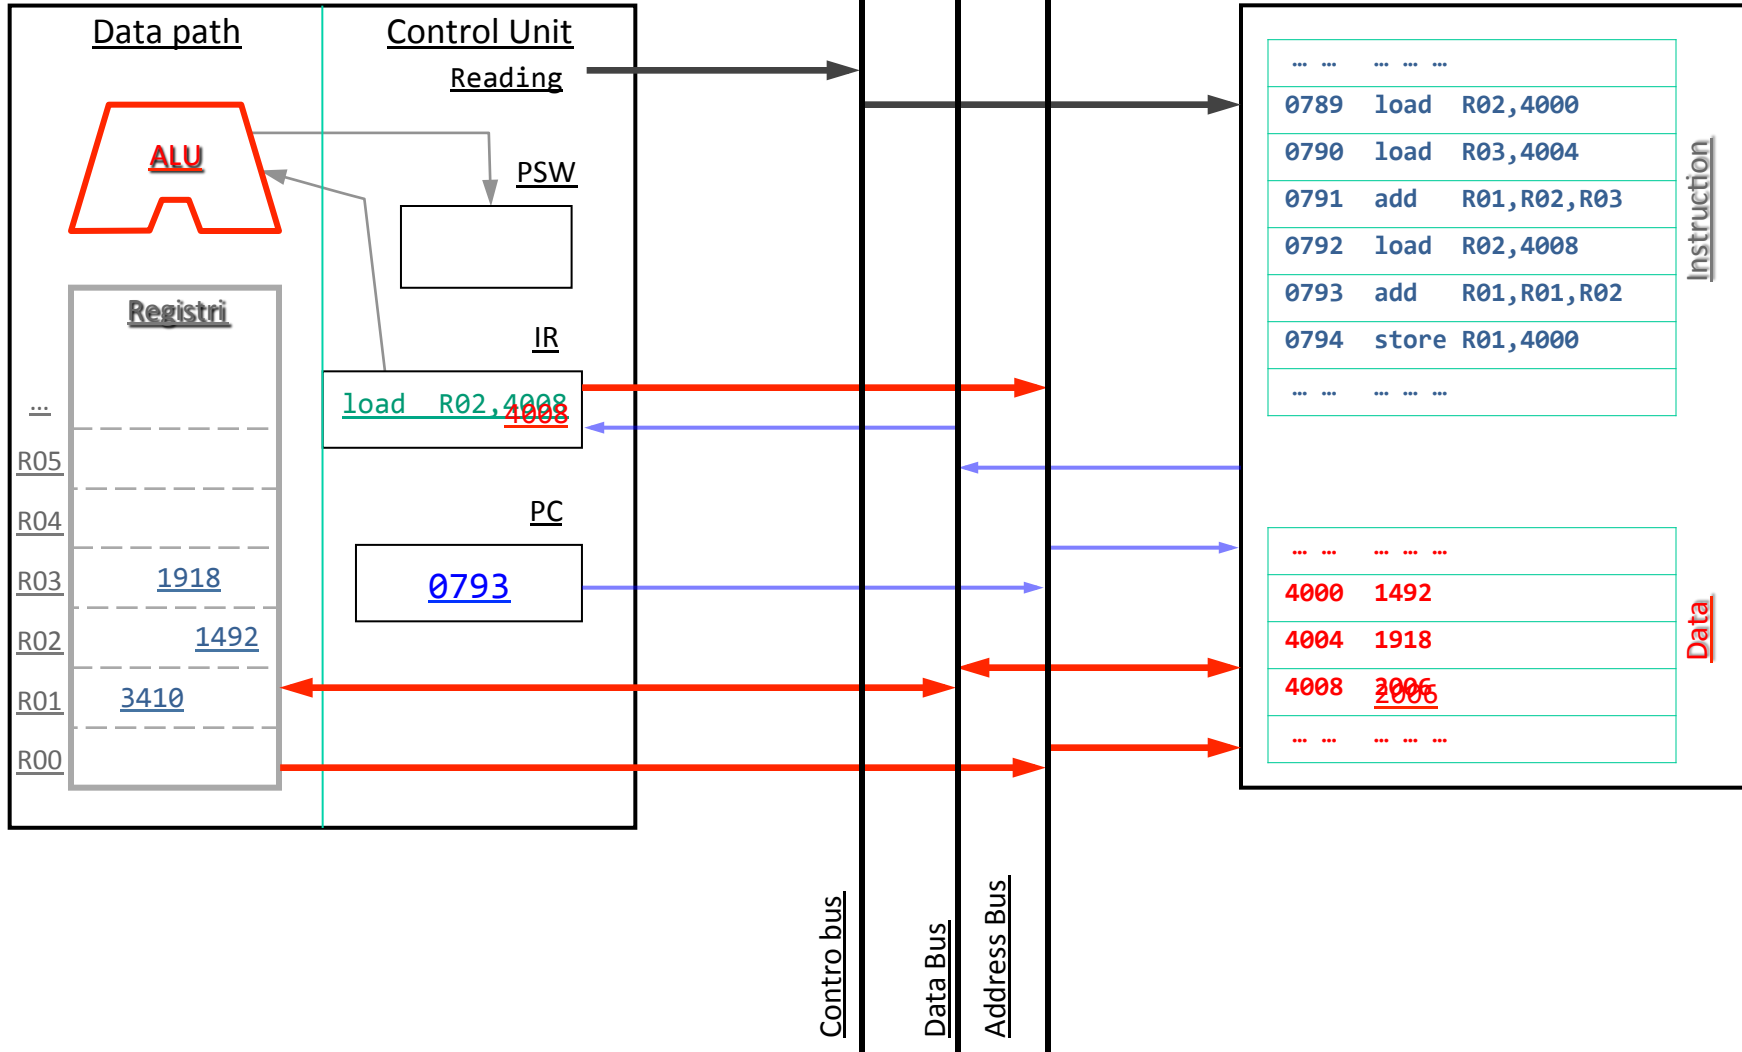 Data path
Control Unit
Reading
ALU
PSW
Registri
IR
load R02,4008
4008
PC
0793
...
R05
R04
R03 1918
R02 1492
R01 3410
R00
Contro bus
Data Bus
Address Bus
… … … … …
0789 load R02,4000
0790 load R03,4004
0791 add R01,R02,R03
0792 load R02,4008
0793 add R01,R01,R02
0794 store R01,4000
… … … … …
Instruction
… … … … …
4000 1492
4004 1918
4008 2006
2006
… … … … …
Data